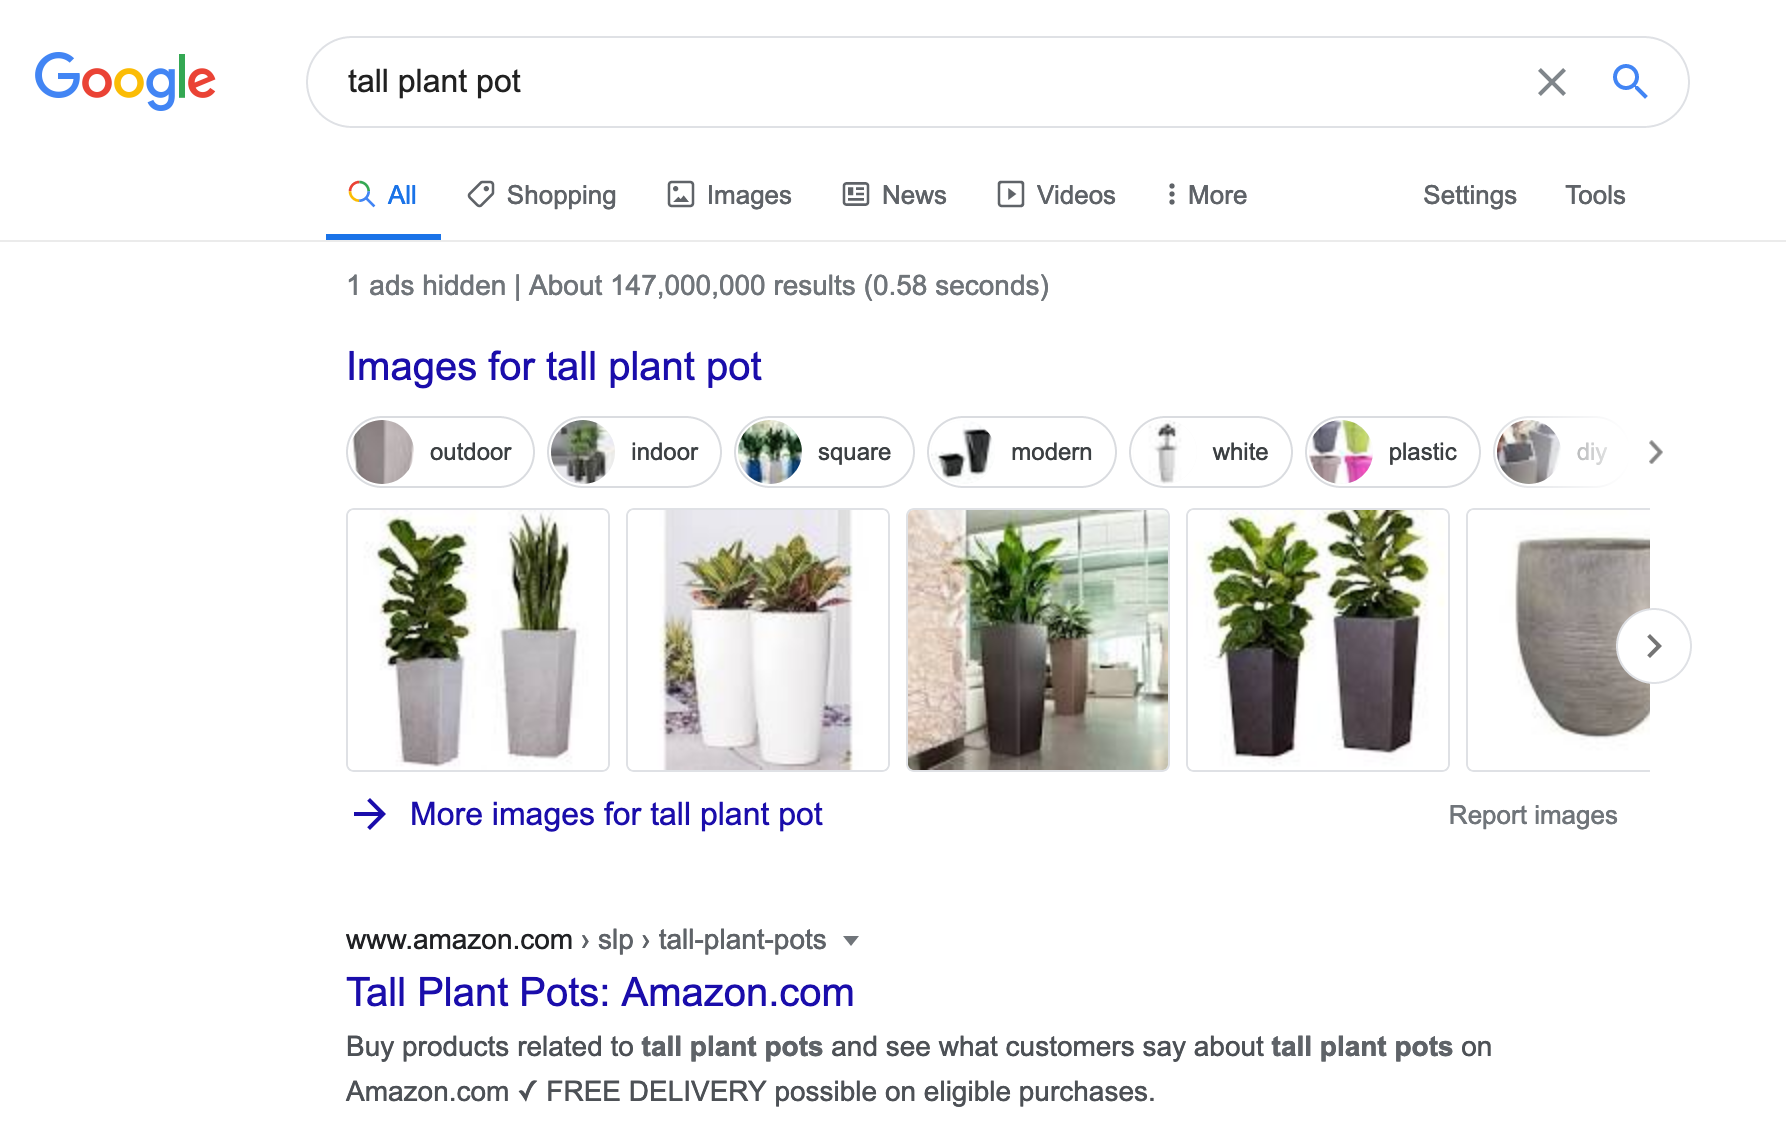 Google
tall plant pot
All Shopping Images News Videos More Settings Tools
1 ads hidden | About 147,000,000 results (0.58 seconds)
Images for tall plant pot
outdoor indoor square modern white plastic diy
More images for tall plant pot Report images
www.amazon.com › slp › tall-plant-pots
Tall Plant Pots: Amazon.com
Buy products related to tall plant pots and see what customers say about tall plant pots on
Amazon.com ✓ FREE DELIVERY possible on eligible purchases.